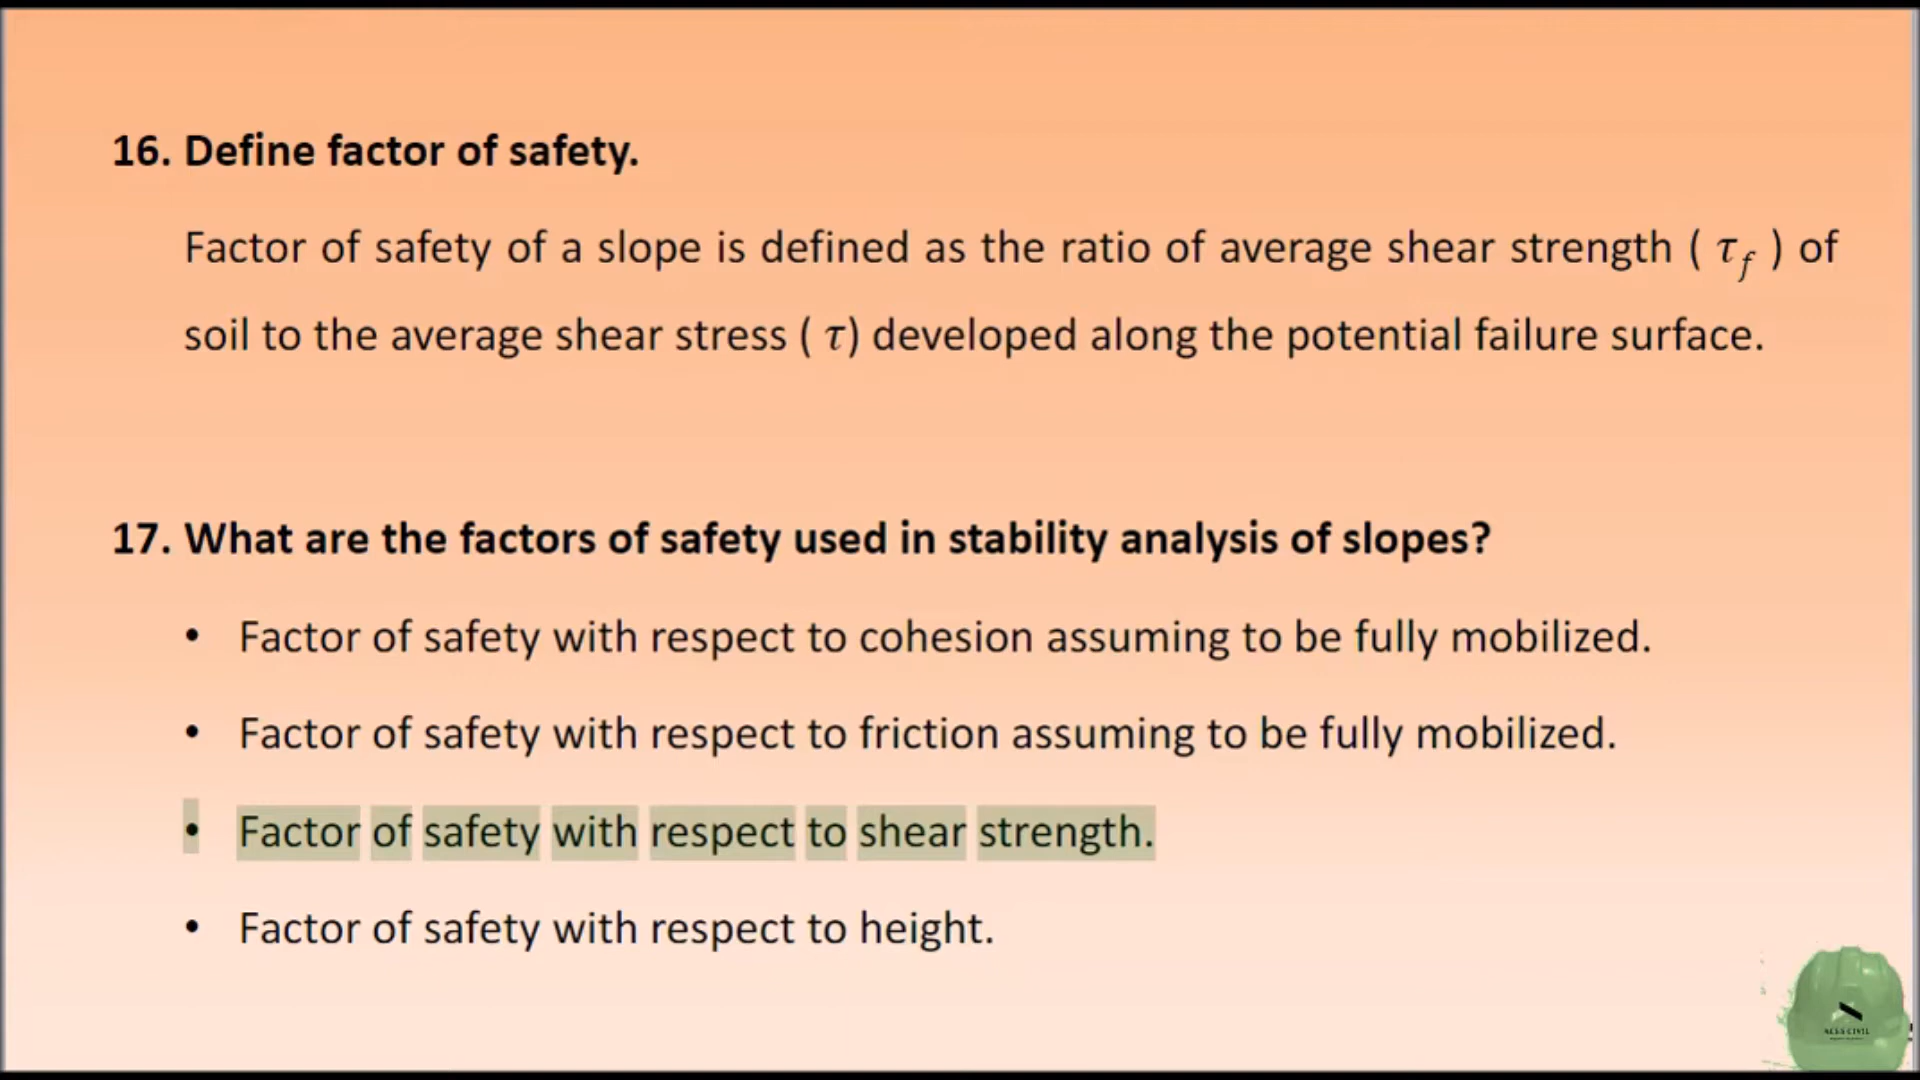 16. Define factor of safety.
Factor of safety of a slope is defined as the ratio of average shear strength ( τf ) of
soil to the average shear stress ( τ) developed along the potential failure surface.
17. What are the factors of safety used in stability analysis of slopes?
• Factor of safety with respect to cohesion assuming to be fully mobilized.
• Factor of safety with respect to friction assuming to be fully mobilized.
• Factor of safety with respect to shear strength.
• Factor of safety with respect to height.